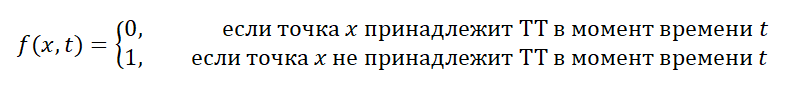 f(x,t) = {0, если точка x принадлежит ТТ в момент времени t
1, если точка x не принадлежит ТТ в момент времени t